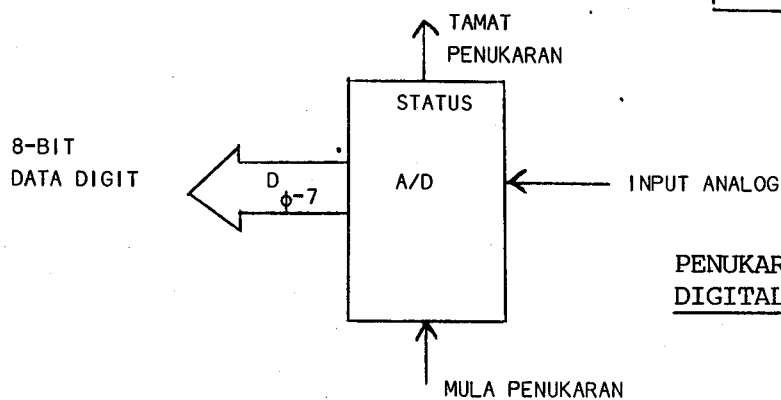 TAMAT
PENUKARAN
STATUS
8-BIT
DATA DIGIT
D ϕ-7
A/D
INPUT ANALOG
PENUKAR
DIGITAL
MULA PENUKARAN